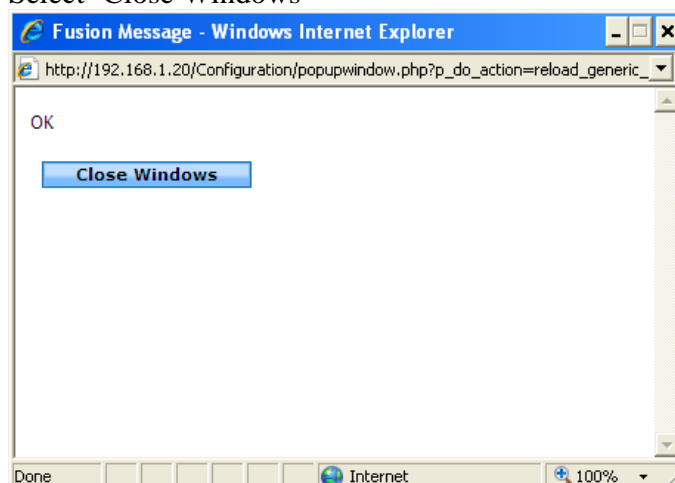 Select "Close Windows"
Fusion Message - Windows Internet Explorer
http://192.168.1.20/Configuration/popupwindow.php?p_do_action=reload_generic_
OK
Close Windows
Done
Internet
100%